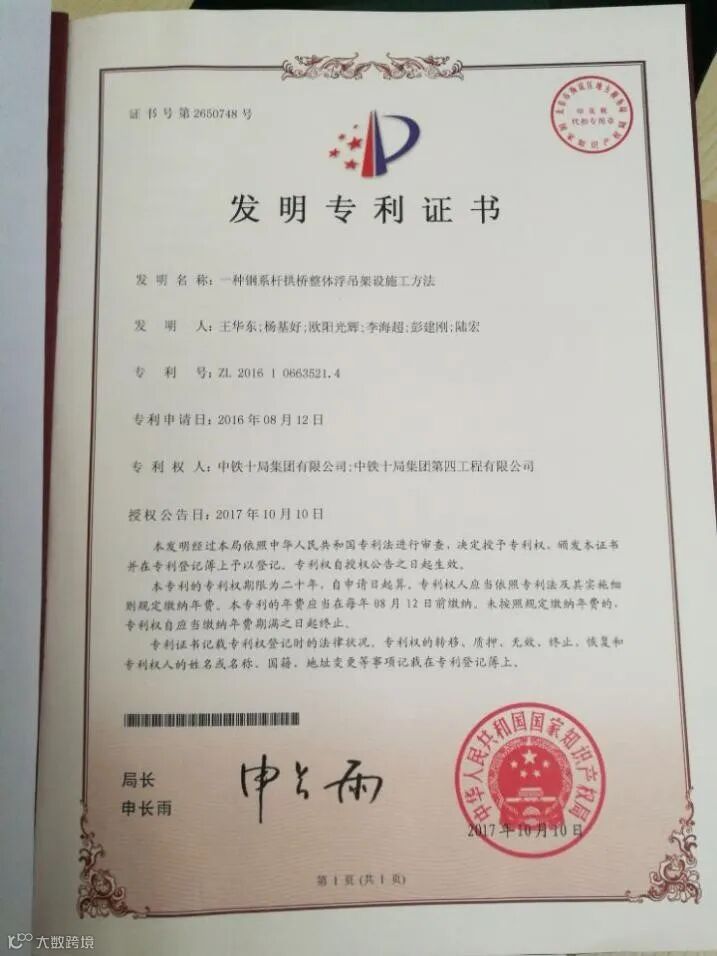 证书号第2650748号
印花税
代扣专用章
国家知识产权局
发明专利证书
发明名称：一种钢系杆拱桥整体浮吊架设施工方法
发明人：王华东;杨基好;欧阳光辉;李海超;彭建刚;陆宏
专利号：ZL 2016 1 0663521.4
专利申请日：2016年08月12日
专利权人：中铁十局集团有限公司;中铁十局集团第四工程有限公司
授权公告日：2017年10月10日
本发明经过本局依照中华人民共和国专利法进行审查，决定授予专利权，颁发本证书
并在专利登记簿上予以登记。专利权自授权公告之日起生效。
本专利的专利权期限为二十年，自申请日起算。专利权人应当依照专利法及其实施细
则规定缴纳年费。本专利的年费应当在每年08月12日前缴纳。未按照规定缴纳年费的，
专利权自应当缴纳年费期满之日起终止。
专利证书记载专利权登记时的法律状况。专利权的转移、质押、无效、终止、恢复和
专利权人的姓名或名称、国籍、地址变更等事项记载在专利登记簿上。
局长
申长雨
申长雨
中华人民共和国国家知识产权局
2017年10月10日
第1页(共1页)
大数跨境